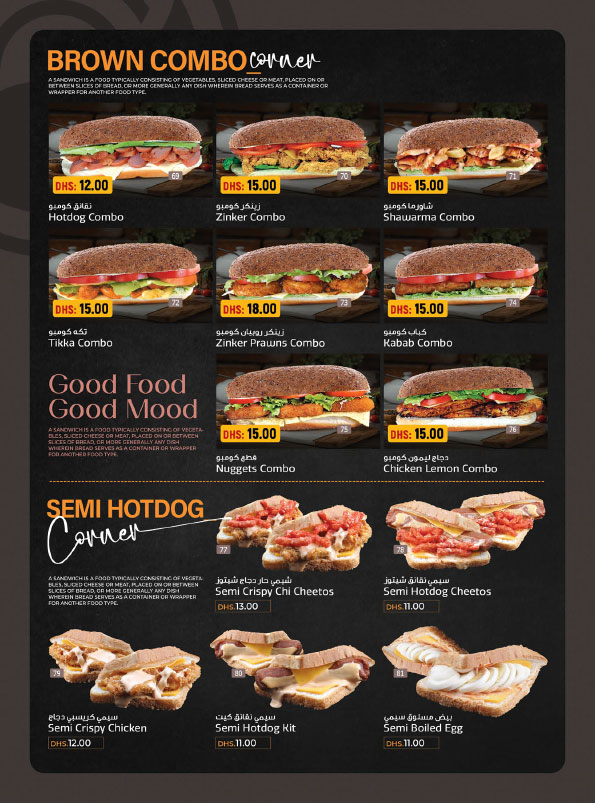 BROWN COMBO corner
A SANDWICH IS A FOOD TYPICALLY CONSISTING OF VEGETABLES, SLICED CHEESE OR MEAT, PLACED ON OR
BETWEEN SLICES OF BREAD, OR MORE GENERALLY ANY DISH WHEREIN BREAD SERVES AS A CONTAINER OR
WRAPPER FOR ANOTHER FOOD TYPE.
DHS: 12.00
69
نقانق كومبو
Hotdog Combo
DHS: 15.00
70
زينكر كومبو
Zinker Combo
DHS: 15.00
71
شاورما كومبو
Shawarma Combo
DHS: 15.00
72
تكه كومبو
Tikka Combo
DHS: 18.00
73
زينكر روبيان كومبو
Zinker Prawns Combo
DHS: 15.00
74
كباب كومبو
Kabab Combo
Good Food
Good Mood
A SANDWICH IS A FOOD TYPICALLY CONSISTING OF VEGETA-
BLES, SLICED CHEESE OR MEAT, PLACED ON OR BETWEEN
SLICES OF BREAD, OR MORE GENERALLY ANY DISH
WHEREIN BREAD SERVES AS A CONTAINER OR WRAPPER
FOR ANOTHER FOOD TYPE.
DHS: 15.00
75
قطع كومبو
Nuggets Combo
DHS: 15.00
76
دجاج ليمون كومبو
Chicken Lemon Combo
SEMI HOTDOG
Corner
A SANDWICH IS A FOOD TYPICALLY CONSISTING OF VEGETA-
BLES, SLICED CHEESE OR MEAT, PLACED ON OR BETWEEN
SLICES OF BREAD, OR MORE GENERALLY ANY DISH
WHEREIN BREAD SERVES AS A CONTAINER OR WRAPPER
FOR ANOTHER FOOD TYPE.
77
شيمي حار دجاج شيتوز
Semi Crispy Chi Cheetos
DHS.13.00
78
سيمي نقانق شيتوز
Semi Hotdog Cheetos
DHS.11.00
79
سيمي كريسبي دجاج
Semi Crispy Chicken
DHS.12.00
80
سيمي نقانق كيت
Semi Hotdog Kit
DHS.11.00
81
بيض مسلوق سيمي
Semi Boiled Egg
DHS.11.00